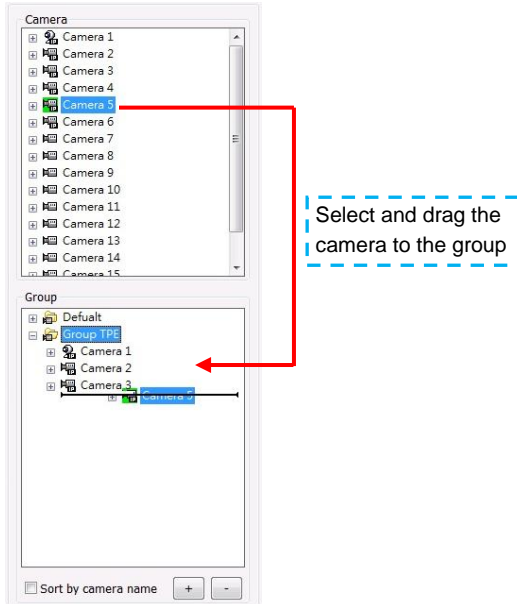 Camera
Camera 1
Camera 2
Camera 3
Camera 4
Camera 5
Camera 6
Camera 7
Camera 8
Camera 9
Camera 10
Camera 11
Camera 12
Camera 13
Camera 14
Camera 15
Select and drag the
camera to the group
Group
Defualt
Group TPE
Camera 1
Camera 2
Camera 3
Camera 5
Sort by camera name + -